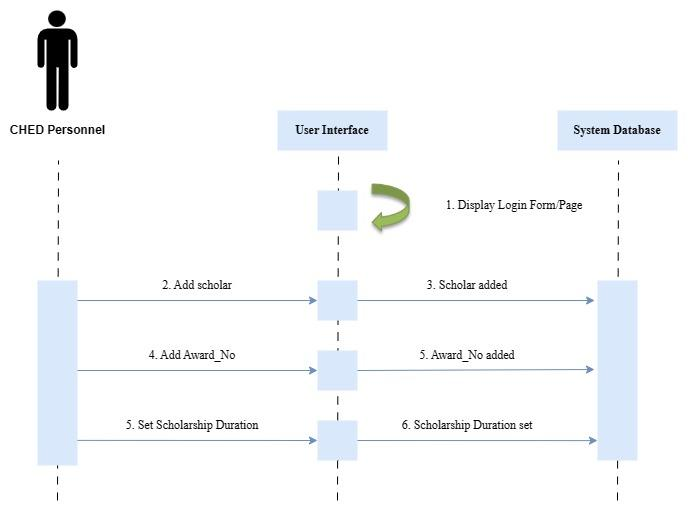 CHED Personnel
User Interface
System Database
1. Display Login Form/Page
2. Add scholar
3. Scholar added
4. Add Award_No
5. Award_No added
5. Set Scholarship Duration
6. Scholarship Duration set